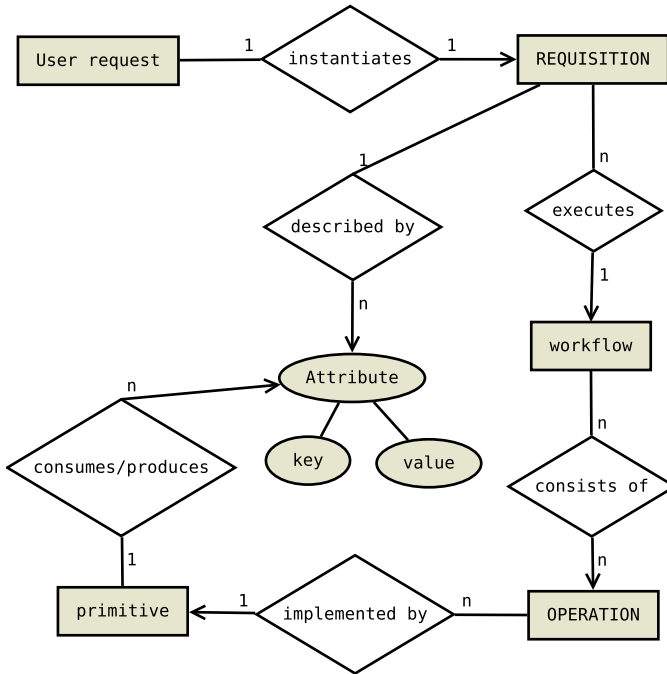 User request
1
instantiates
1
REQUISITION
1
n
described by
executes
n
1
workflow
Attribute
n
n
key
value
consumes/produces
consists of
1
n
primitive
1
implemented by
n
OPERATION